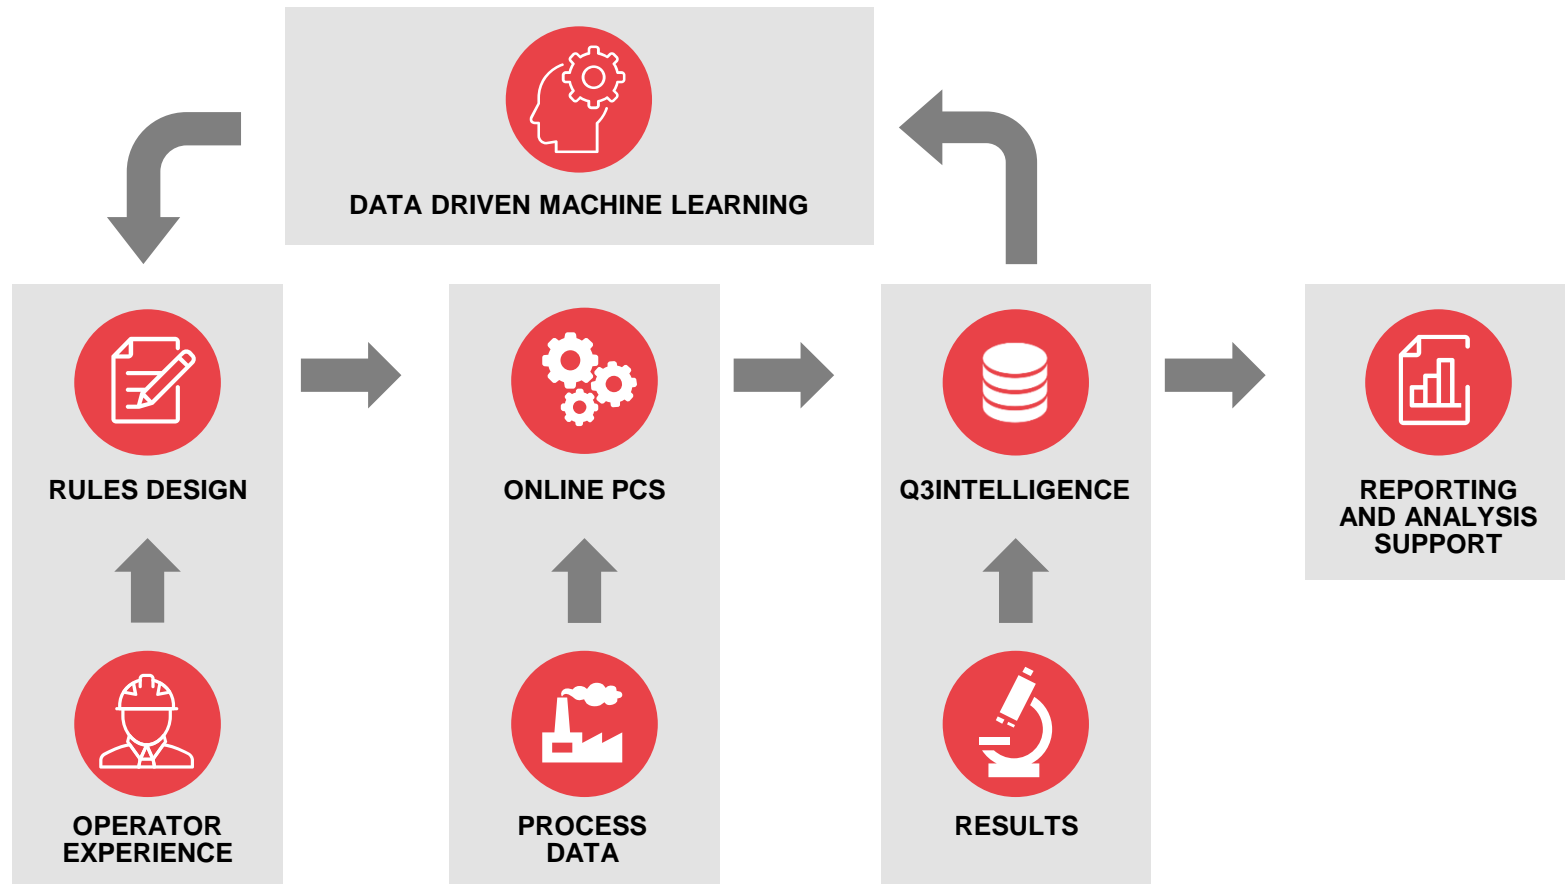 DATA DRIVEN MACHINE LEARNING
RULES DESIGN
ONLINE PCS
Q3INTELLIGENCE
REPORTING
AND ANALYSIS
SUPPORT
OPERATOR
EXPERIENCE
PROCESS
DATA
RESULTS